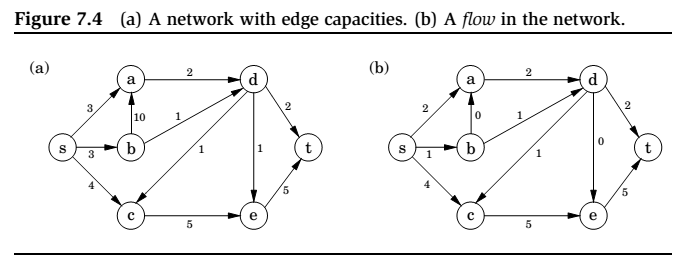 Figure 7.4 (a) A network with edge capacities. (b) A flow in the network.
(a)
a
2
d
3
10
1
2
s
3
b
1
1
t
4
5
c
5
e
(b)
a
2
d
2
0
1
2
s
1
b
1
0
t
4
5
c
5
e